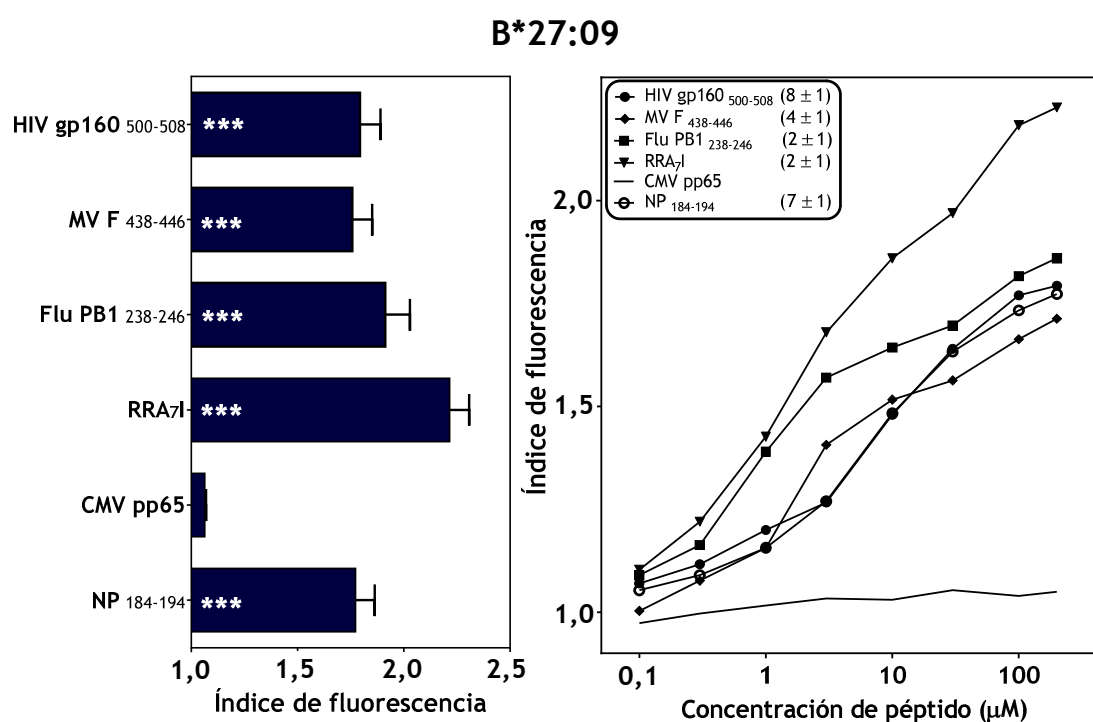 B*27:09
HIV gp160 500-508
***
MV F 438-446
***
Flu PB1 238-246
***
RRA7I
***
CMV pp65
NP 184-194
***
1,0 1,5 2,0 2,5
Índice de fluorescencia
HIV gp160 500-508 (8 ± 1)
MV F 438-446 (4 ± 1)
Flu PB1 238-246 (2 ± 1)
RRA7I (2 ± 1)
CMV pp65
NP 184-194 (7 ± 1)
Índice de fluorescencia
2,0
1,5
1,0
0,1 1 10 100
Concentración de péptido (µM)